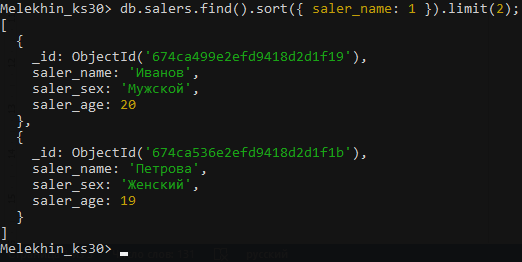 Melekhin_ks30> db.salers.find().sort({ saler_name: 1 }).limit(2);
[
  {
    _id: ObjectId('674ca499e2efd9418d2d1f19'),
    saler_name: 'Иванов',
    saler_sex: 'Мужской',
    saler_age: 20
  },
  {
    _id: ObjectId('674ca536e2efd9418d2d1f1b'),
    saler_name: 'Петрова',
    saler_sex: 'Женский',
    saler_age: 19
  }
]
Melekhin_ks30>